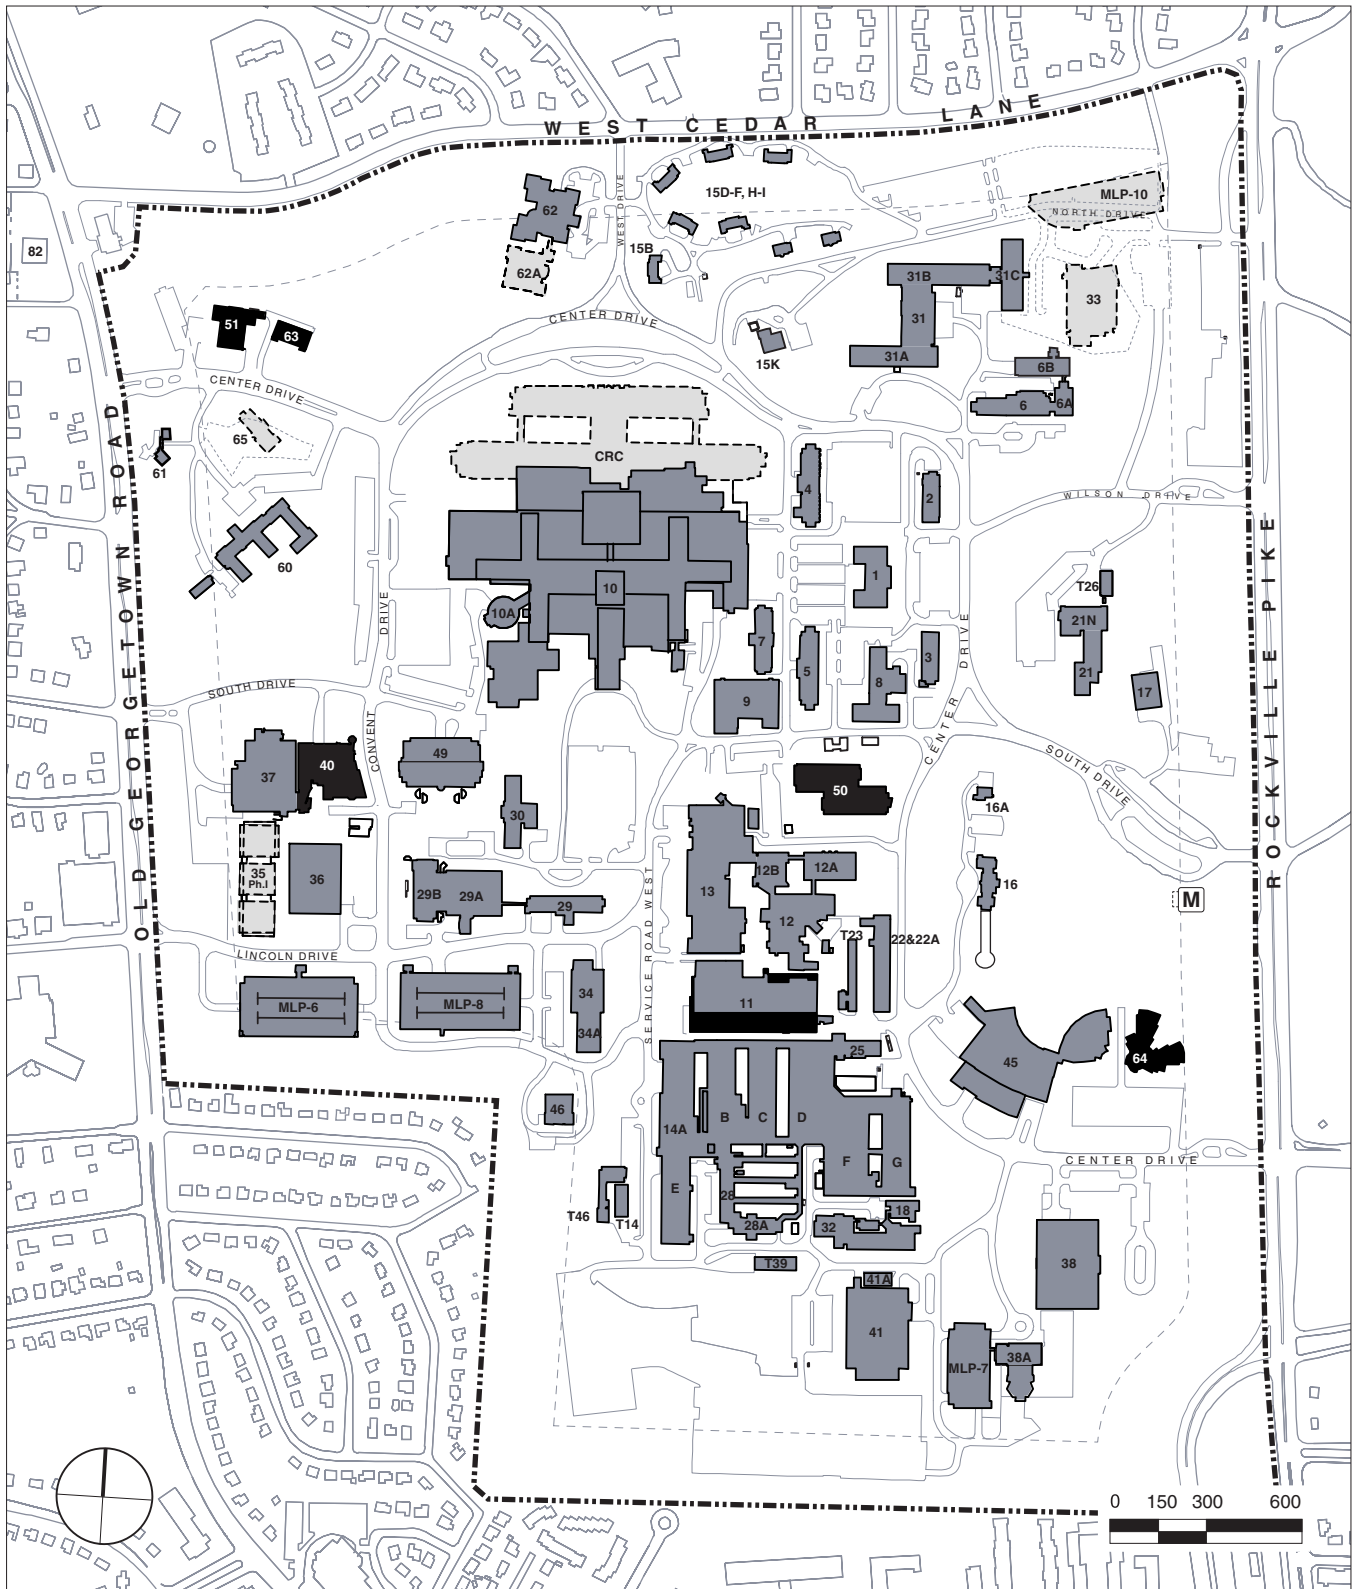 WEST CEDAR LANE
MLP-10
NORTH DRIVE
15D-F, H-I
62
WEST DRIVE
82
15B
62A
31B
31C
33
51
63
CENTER DRIVE
31
15K
31A
6B
CENTER DRIVE
6
6A
65
CRC
61
4
2
WILSON DRIVE
OLD GEORGETOWN ROAD
ROCKVILLE PIKE
60
10
1
T26
10A
DRIVE
7
21N
5
3
8
21
17
SOUTH DRIVE
9
CENTER DRIVE
CONVENT
49
40
37
SOUTH DRIVE
50
16A
30
12B
12A
35
Ph.I
36
29B
29A
13
16
29
12
M
T23
22&22A
LINCOLN DRIVE
SERVICE ROAD WEST
34
MLP-6
MLP-8
11
34A
25
45
64
46
14A
B
C
D
F
G
CENTER DRIVE
E
28
T46
T14
28A
32
18
T39
38
41A
41
MLP-7
38A
0 150 300 600